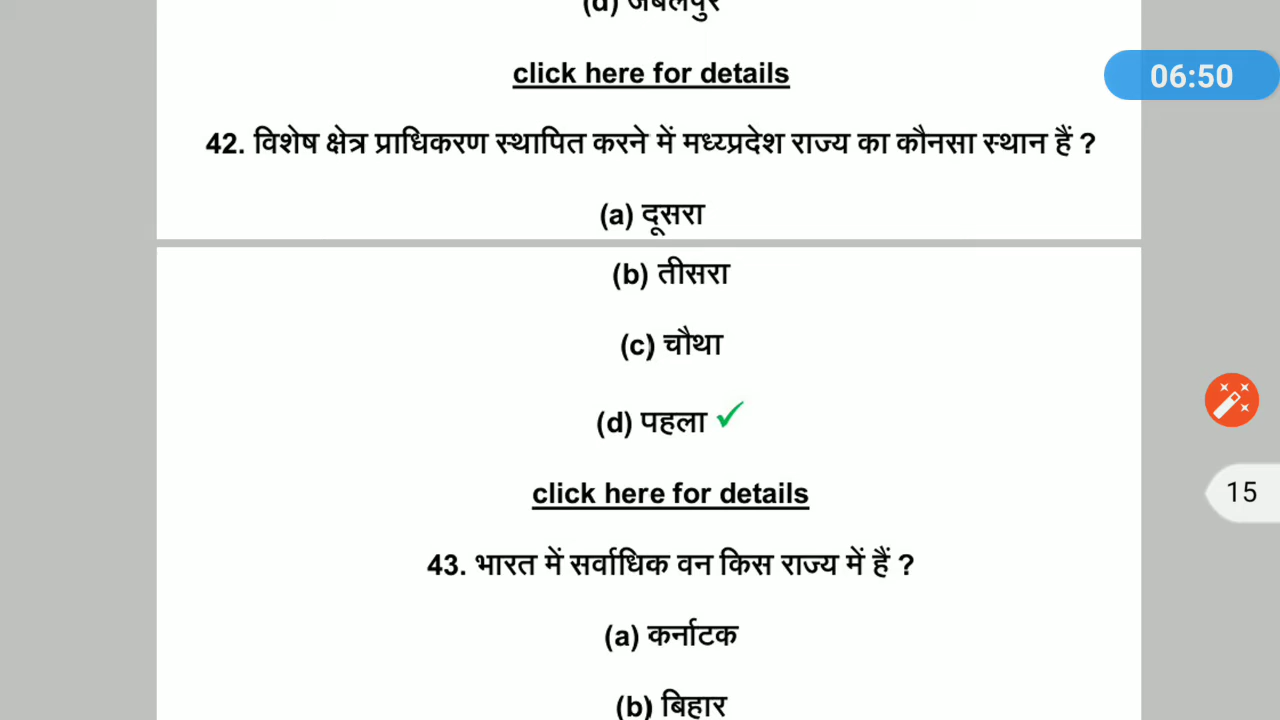 (d) जबलपुर
click here for details
06:50
42. विशेष क्षेत्र प्राधिकरण स्थापित करने में मध्य्प्रदेश राज्य का कौनसा स्थान हैं ?
(a) दूसरा
(b) तीसरा
(c) चौथा
(d) पहला ✓
click here for details
15
43. भारत में सर्वाधिक वन किस राज्य में हैं ?
(a) कर्नाटक
(b) बिहार